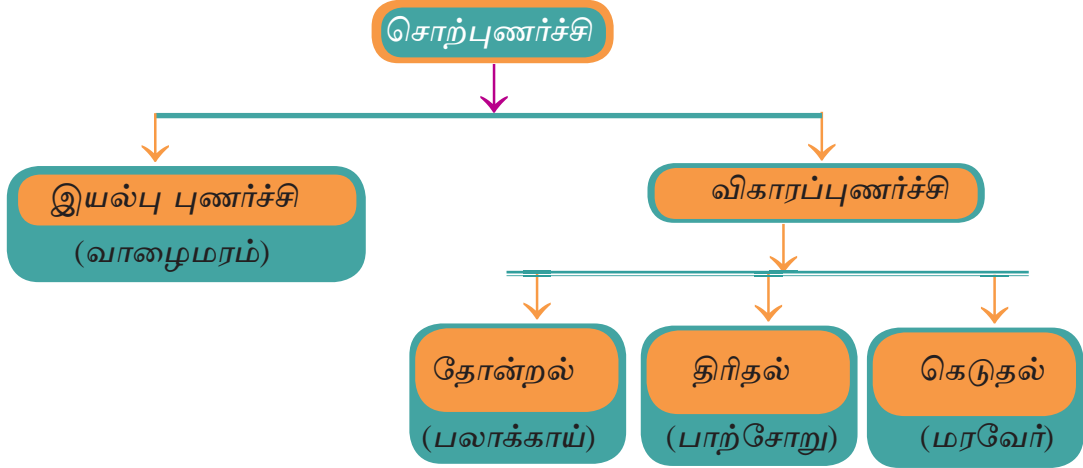 சொற்புணர்ச்சி
இயல்பு புணர்ச்சி
(வாழைமரம்)
விகாரப்புணர்ச்சி
தோன்றல்
(பலாக்காய்)
திரிதல்
(பாற்சோறு)
கெடுதல்
(மரவேர்)